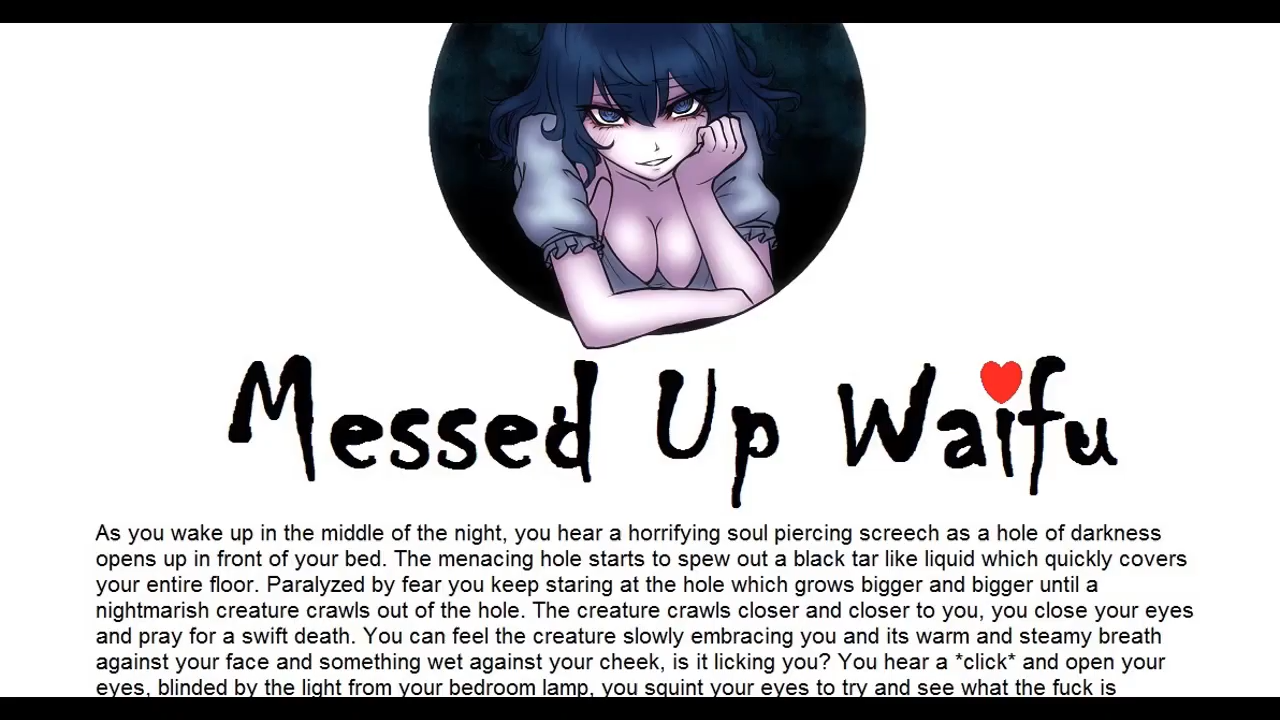 Messed Up Waifu
As you wake up in the middle of the night, you hear a horrifying soul piercing screech as a hole of darkness
opens up in front of your bed. The menacing hole starts to spew out a black tar like liquid which quickly covers
your entire floor. Paralyzed by fear you keep staring at the hole which grows bigger and bigger until a
nightmarish creature crawls out of the hole. The creature crawls closer and closer to you, you close your eyes
and pray for a swift death. You can feel the creature slowly embracing you and its warm and steamy breath
against your face and something wet against your cheek, is it licking you? You hear a *click* and open your
eyes, blinded by the light from your bedroom lamp, you squint your eyes to try and see what the fuck is